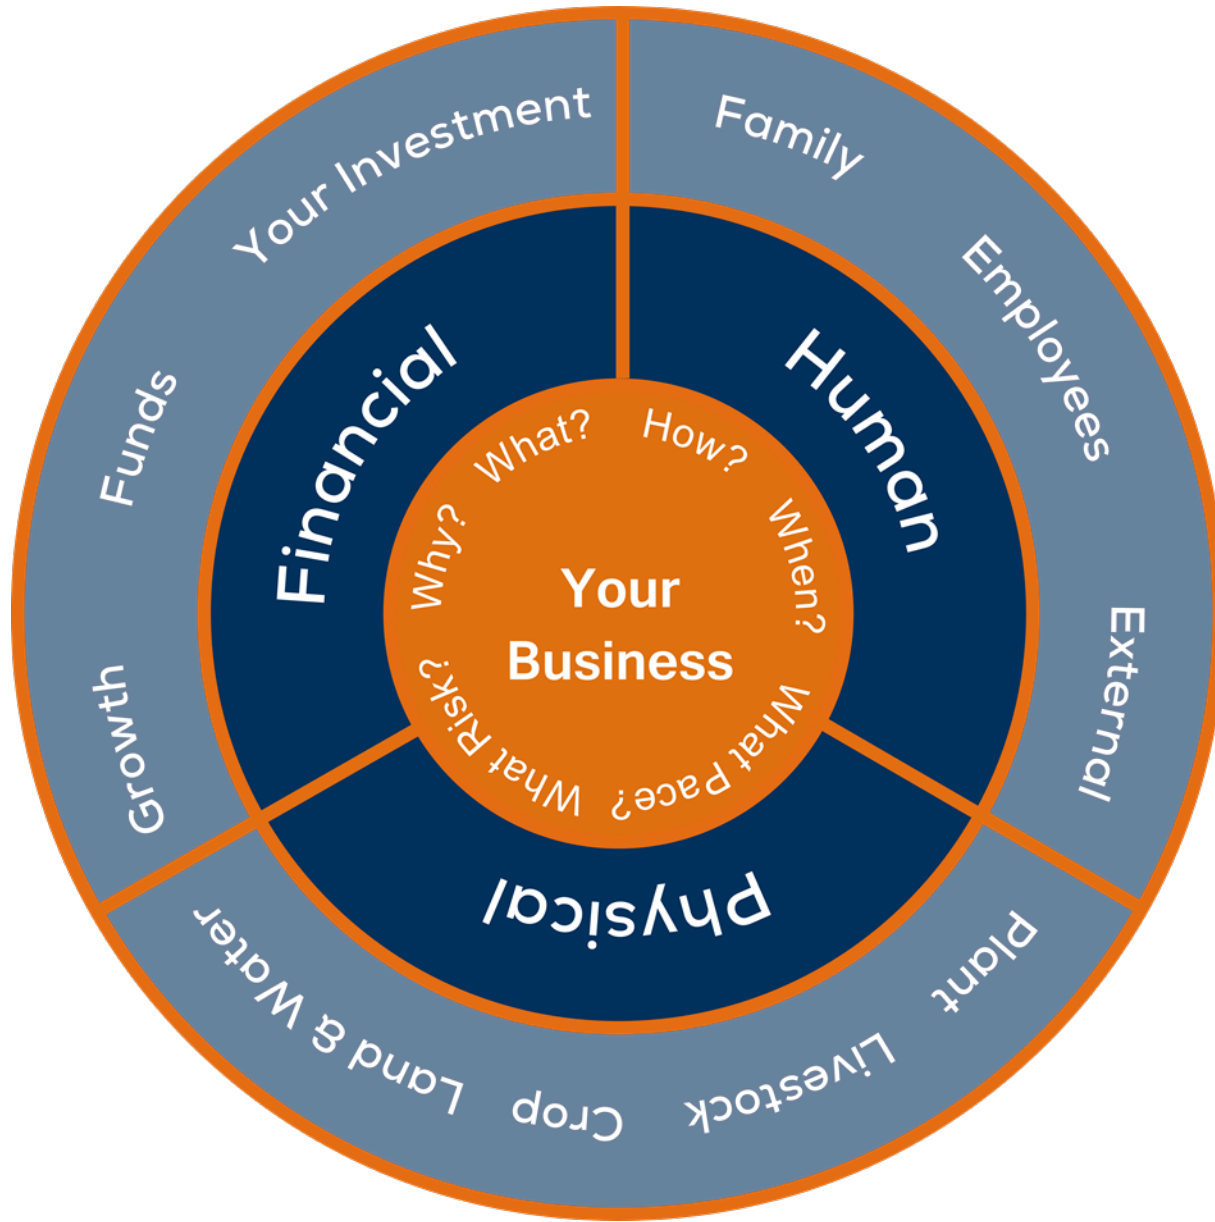 Your
Business
How?
When?
What Pace?
What Risk?
Why?
What?
Human
Physical
Financial
Family
Employees
External
Plant
Livestock
Crop
Land & Water
Growth
Funds
Your Investment